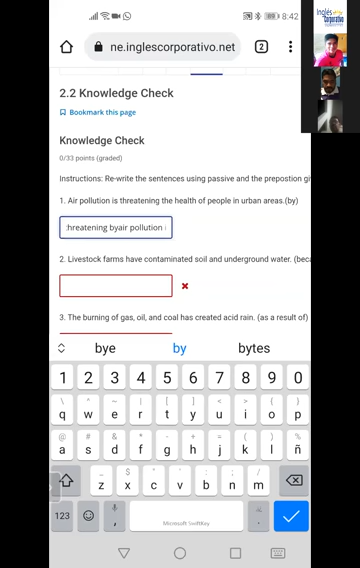 8:42
ne.inglescorporativo.net
2
Inglés
Corporativo
2.2 Knowledge Check
Bookmark this page
Knowledge Check
0/33 points (graded)
Instructions: Re-write the sentences using passive and the prepostion gi
1. Air pollution is threatening the health of people in urban areas.(by)
hreatening byair pollution i
2. Livestock farms have contaminated soil and underground water. (beca
3. The burning of gas, oil, and coal has created acid rain. (as a result of)
bye by bytes
1 2 3 4 5 6 7 8 9 0
\ ^ ~ | [ ] < > { }
q w e r t y u i o p
@ # & * - + = ( )
a s d f g h j k l ñ
_ $ " ' : ; /
z x c v b n m
123 , Microsoft SwiftKey .